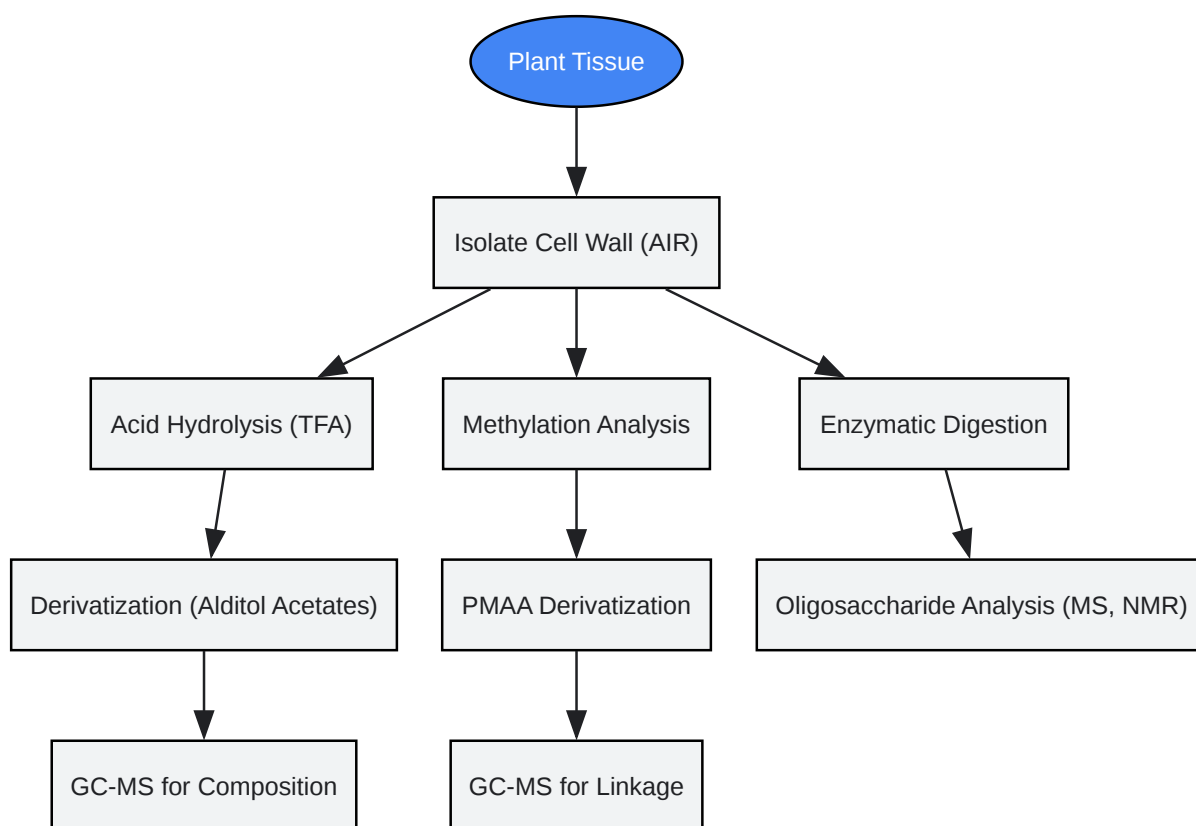 Plant Tissue
Isolate Cell Wall (AIR)
Acid Hydrolysis (TFA)
Methylation Analysis
Enzymatic Digestion
Derivatization (Alditol Acetates)
PMAA Derivatization
Oligosaccharide Analysis (MS, NMR)
GC-MS for Composition
GC-MS for Linkage